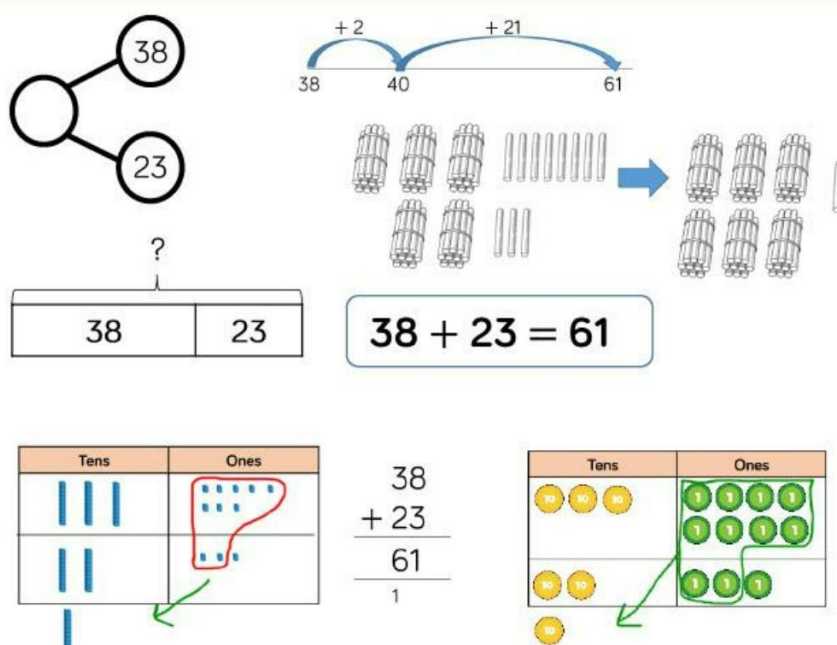 38
23
+ 2
+ 21
38
40
61
?
38
23
38 + 23 = 61
Tens
Ones
38
+ 23
61
1
Tens
Ones
10 10 10
1 1 1 1
1 1 1 1
10 10
1 1 1
10